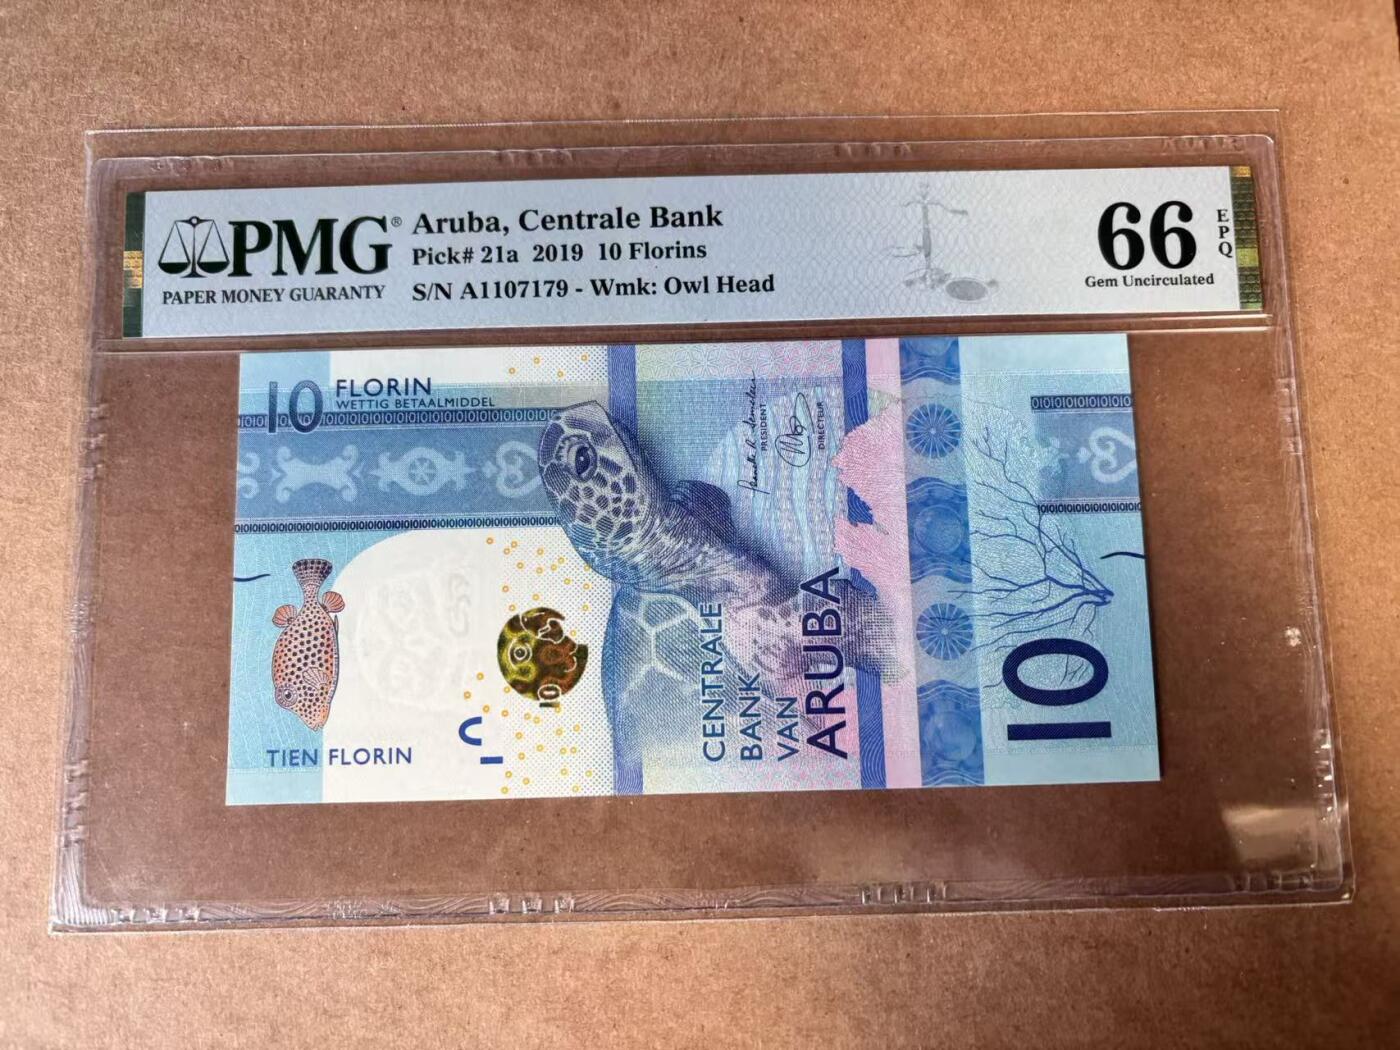 PMG®
PAPER MONEY GUARANTY
Aruba, Centrale Bank
Pick# 21a 2019 10 Florins
S/N A1107179 - Wmk: Owl Head
66
EPQ
Gem Uncirculated
10 FLORIN
WETTIG BETAALMIDDEL
PRESIDENT
DIRECTEUR
10
TIEN FLORIN
CENTRALE
BANK
VAN
ARUBA
10